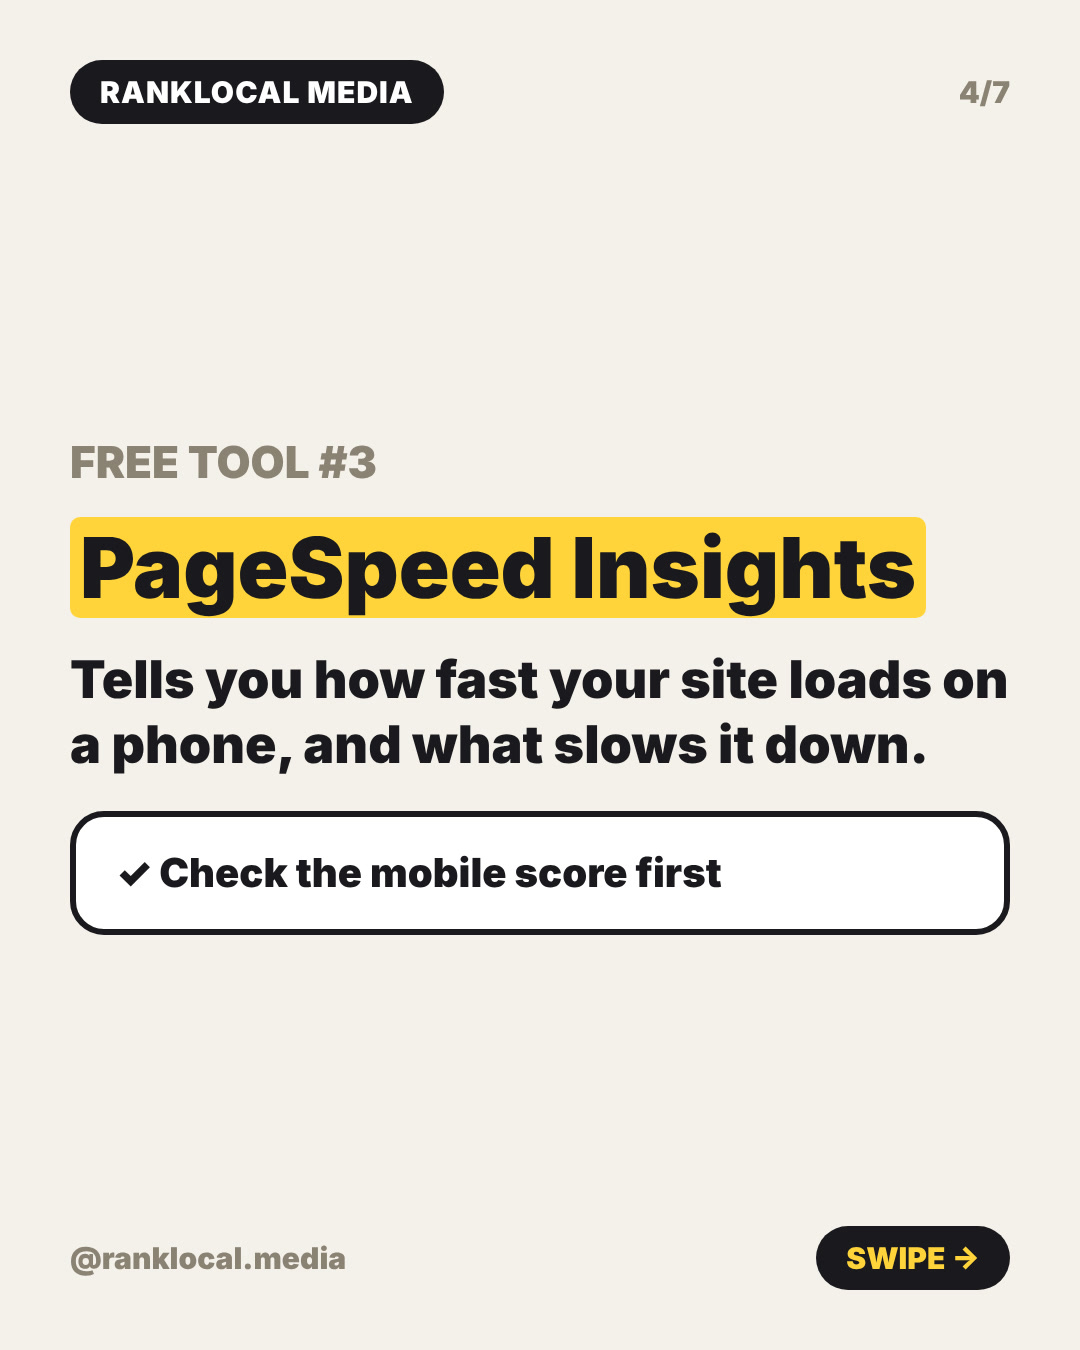 RANKLOCAL MEDIA
4/7
FREE TOOL #3
PageSpeed Insights
Tells you how fast your site loads on
a phone, and what slows it down.
✔ Check the mobile score first
@ranklocal.media
SWIPE →